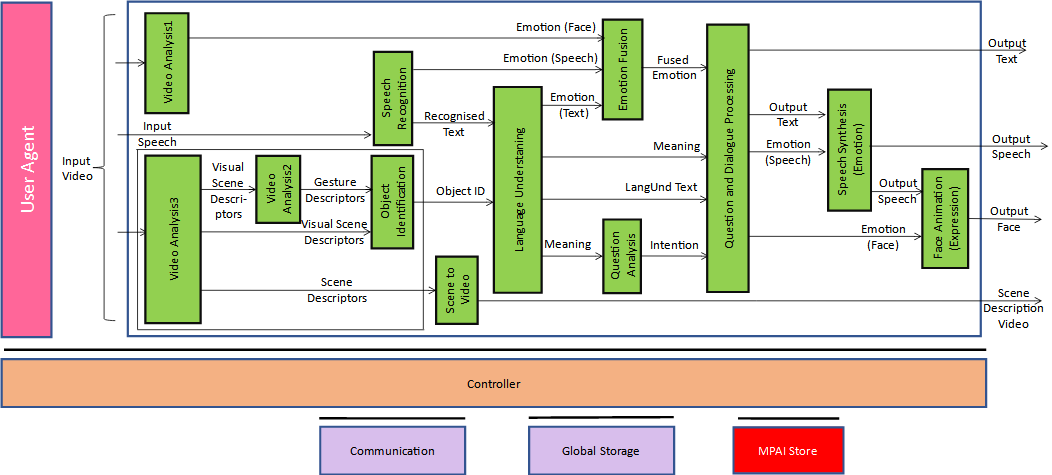 User Agent
Input
Video
Video Analysis1
Emotion (Face)
Emotion (Speech)
Speech
Recognition
Input
Speech
Recognised
Text
Emotion
(Text)
Emotion Fusion
Fused
Emotion
Language Understaning
Meaning
LangUnd Text
Question and Dialogue Processing
Output
Text
Output
Text
Emotion
(Speech)
Speech Synthesis
(Emotion)
Output
Speech
Video Analysis3
Visual
Scene
Descri-
ptors
Video
Analysis2
Gesture
Descriptors
Visual Scene
Descriptors
Object
Identification
Object ID
Meaning
Question
Analysis
Intention
Output
Speech
Emotion
(Face)
Face Animation
(Expression)
Output
Face
Scene
Descriptors
Scene to
Video
Scene
Description
Video
Controller
Communication
Global Storage
MPAI Store